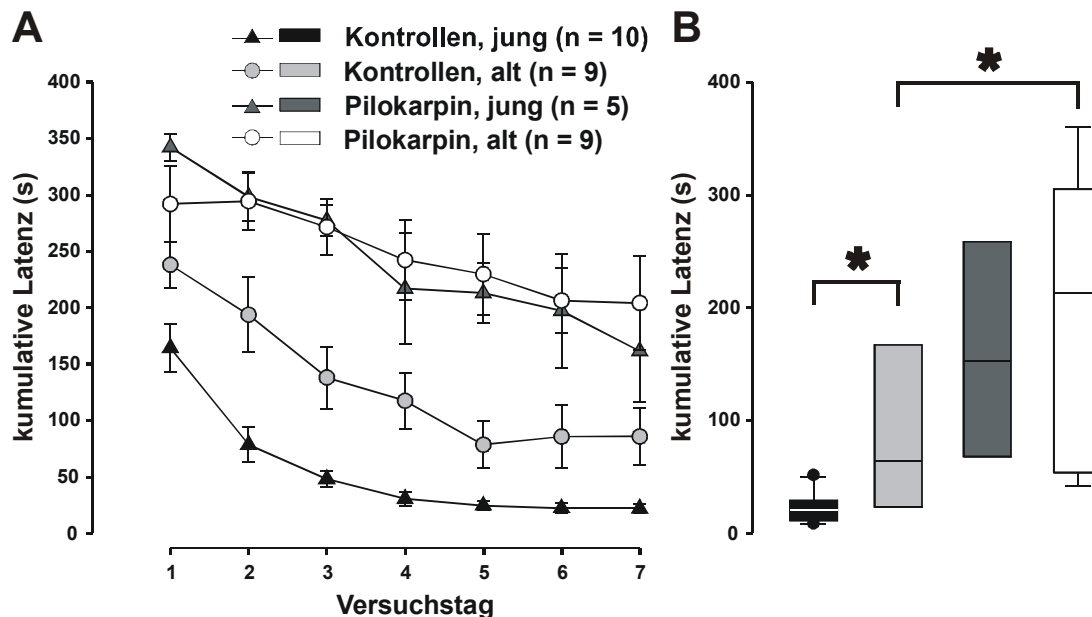 A
Kontrollen, jung (n = 10)
Kontrollen, alt (n = 9)
Pilokarpin, jung (n = 5)
Pilokarpin, alt (n = 9)
kumulative Latenz (s)
400
350
300
250
200
150
100
50
0
1 2 3 4 5 6 7
Versuchstag
B
kumulative Latenz (s)
400
300
200
100
0
*
*